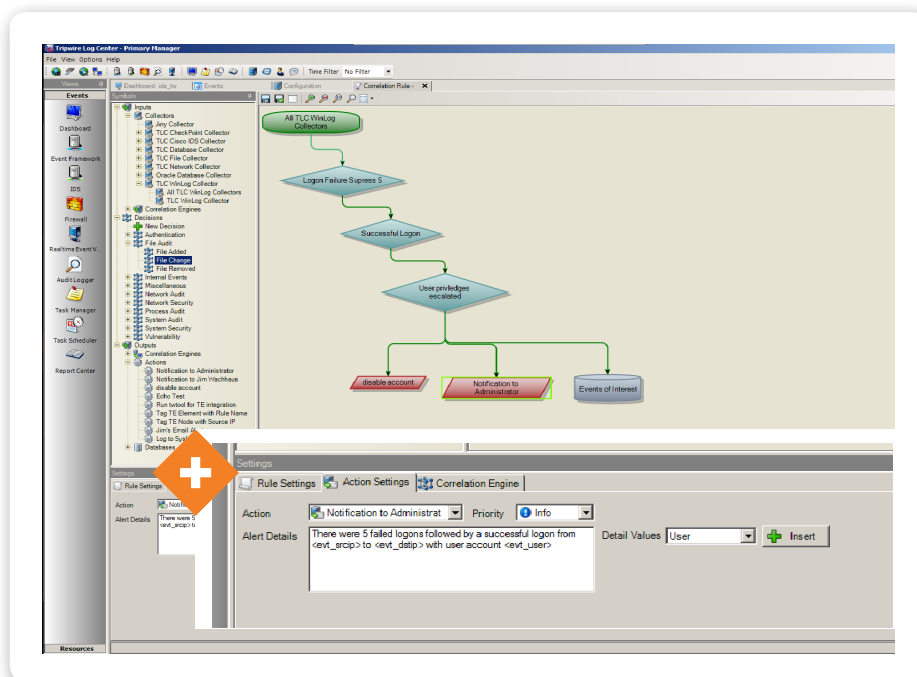 Tripwire Log Center - Primary Manager
File View Options Help
Time Filter No Filter
Views
Dashboard: ids_tw
Events
Configuration
Correlation Rule -
Events
Symbols
Dashboard
Event Framework
IDS
Firewall
Realtime Event V...
Audit Logger
Task Manager
Task Scheduler
Report Center
Resources
Inputs
Collectors
Any Collector
TLC CheckPoint Collector
TLC Cisco IDS Collector
TLC Database Collector
TLC File Collector
TLC Network Collector
Oracle Database Collector
TLC WinLog Collector
All TLC WinLog Collectors
TLC WinLog Collector
Correlation Engines
Decisions
New Decision
Authentication
File Audit
File Added
File Change
File Removed
Internal Events
Miscellaneous
Network Audit
Network Security
Process Audit
System Audit
System Security
Vulnerability
Outputs
Correlation Engines
Actions
Notification to Administrator
Notification to Jim Wachhaus
disable account
Echo Test
Run twtool for TE integration
Tag TE Element with Rule Name
Tag TE Node with Source IP
Jim's Email
Log to Sys
Databases
All TLC WinLog
Collectors
Logon Failure Supress 5
Successful Logon
User privledges
escalated
disable account
Notification to
Administrator
Events of Interest
Settings
Rule Settings
Action
Notific
Alert Details
There were 5
<evt_srcip> t
Settings
Rule Settings
Action Settings
Correlation Engine
Action
Notification to Administrat
Priority
Info
Alert Details
There were 5 failed logons followed by a successful logon from
<evt_srcip> to <evt_dstip> with user account <evt_user>
Detail Values
User
Insert